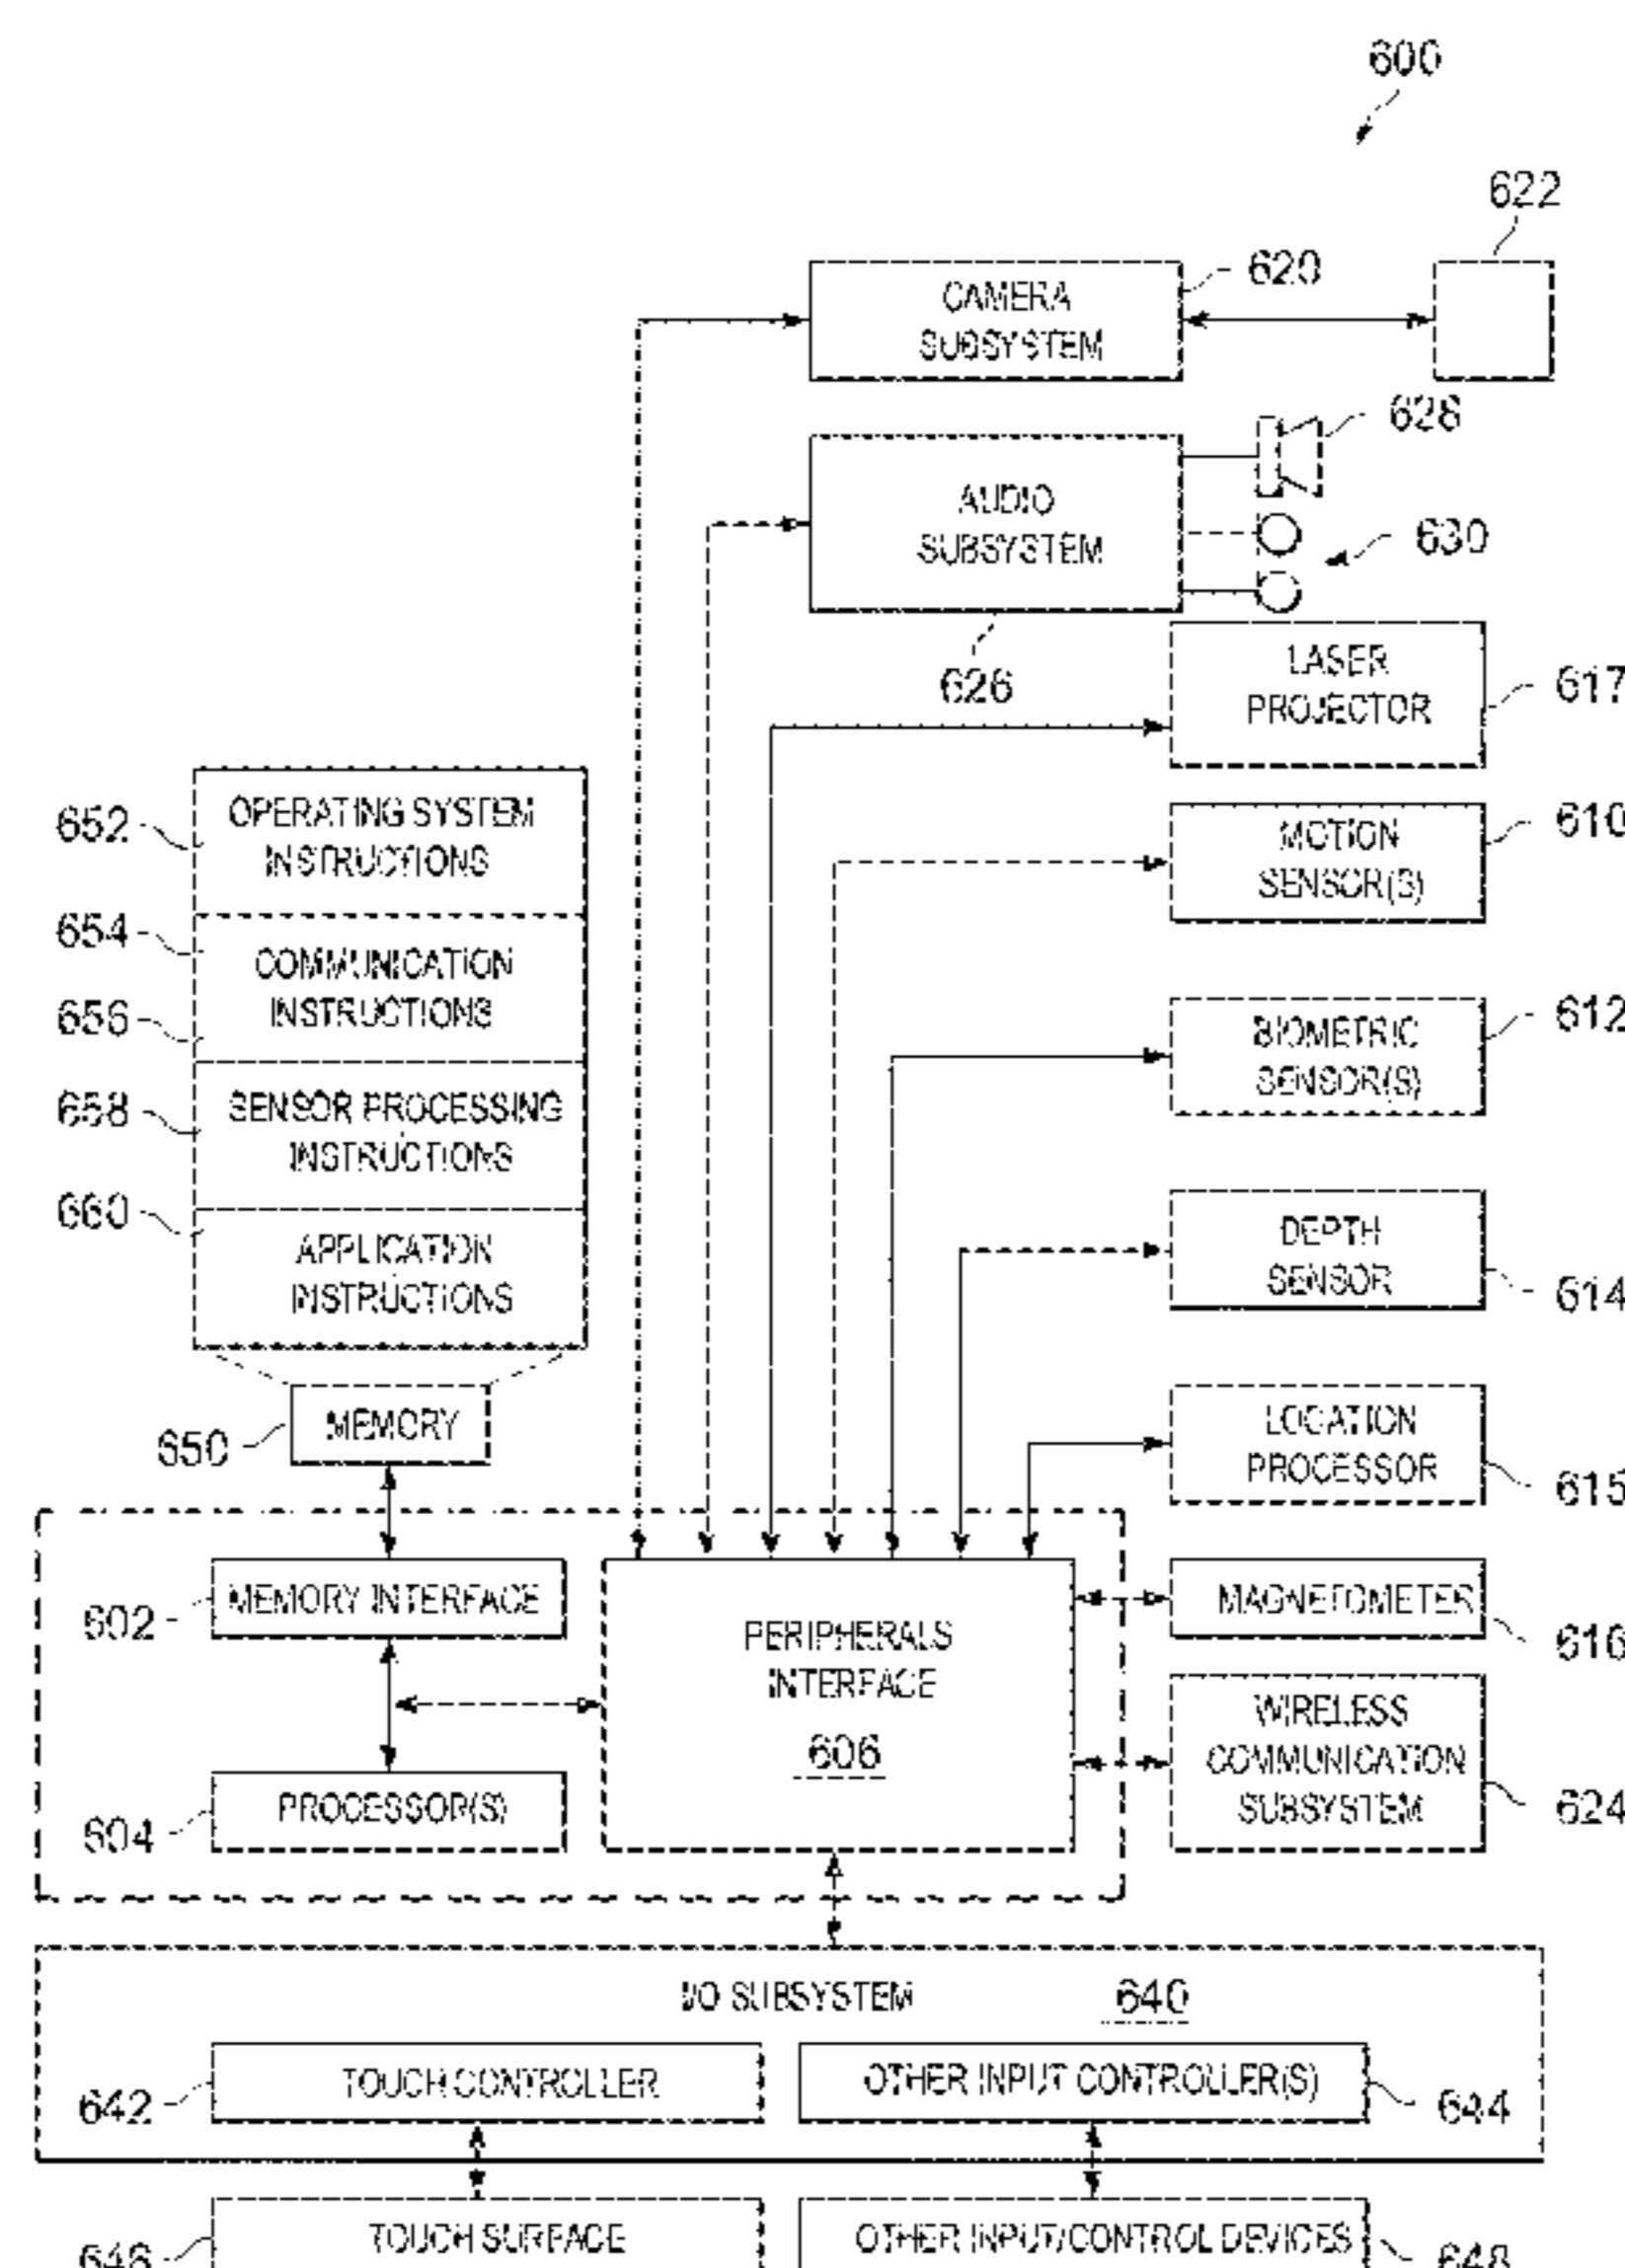 600
622
620
CAMERA
SUBSYSTEM
628
AUDIO
SUBSYSTEM
630
626
LASER
PROJECTOR
617
652
OPERATING SYSTEM
INSTRUCTIONS
MOTION
SENSOR(S)
610
654
COMMUNICATION
INSTRUCTIONS
656
BIOMETRIC
SENSOR(S)
612
658
SENSOR PROCESSING
INSTRUCTIONS
660
APPLICATION
INSTRUCTIONS
DEPTH
SENSOR
614
650
MEMORY
LOCATION
PROCESSOR
615
602
MEMORY INTERFACE
PERIPHERALS
INTERFACE
606
MAGNETOMETER
616
WIRELESS
COMMUNICATION
SUBSYSTEM
624
604
PROCESSOR(S)
I/O SUBSYSTEM
640
642
TOUCH CONTROLLER
OTHER INPUT CONTROLLER(S)
644
646
TOUCH SURFACE
OTHER INPUT/CONTROL DEVICES
648